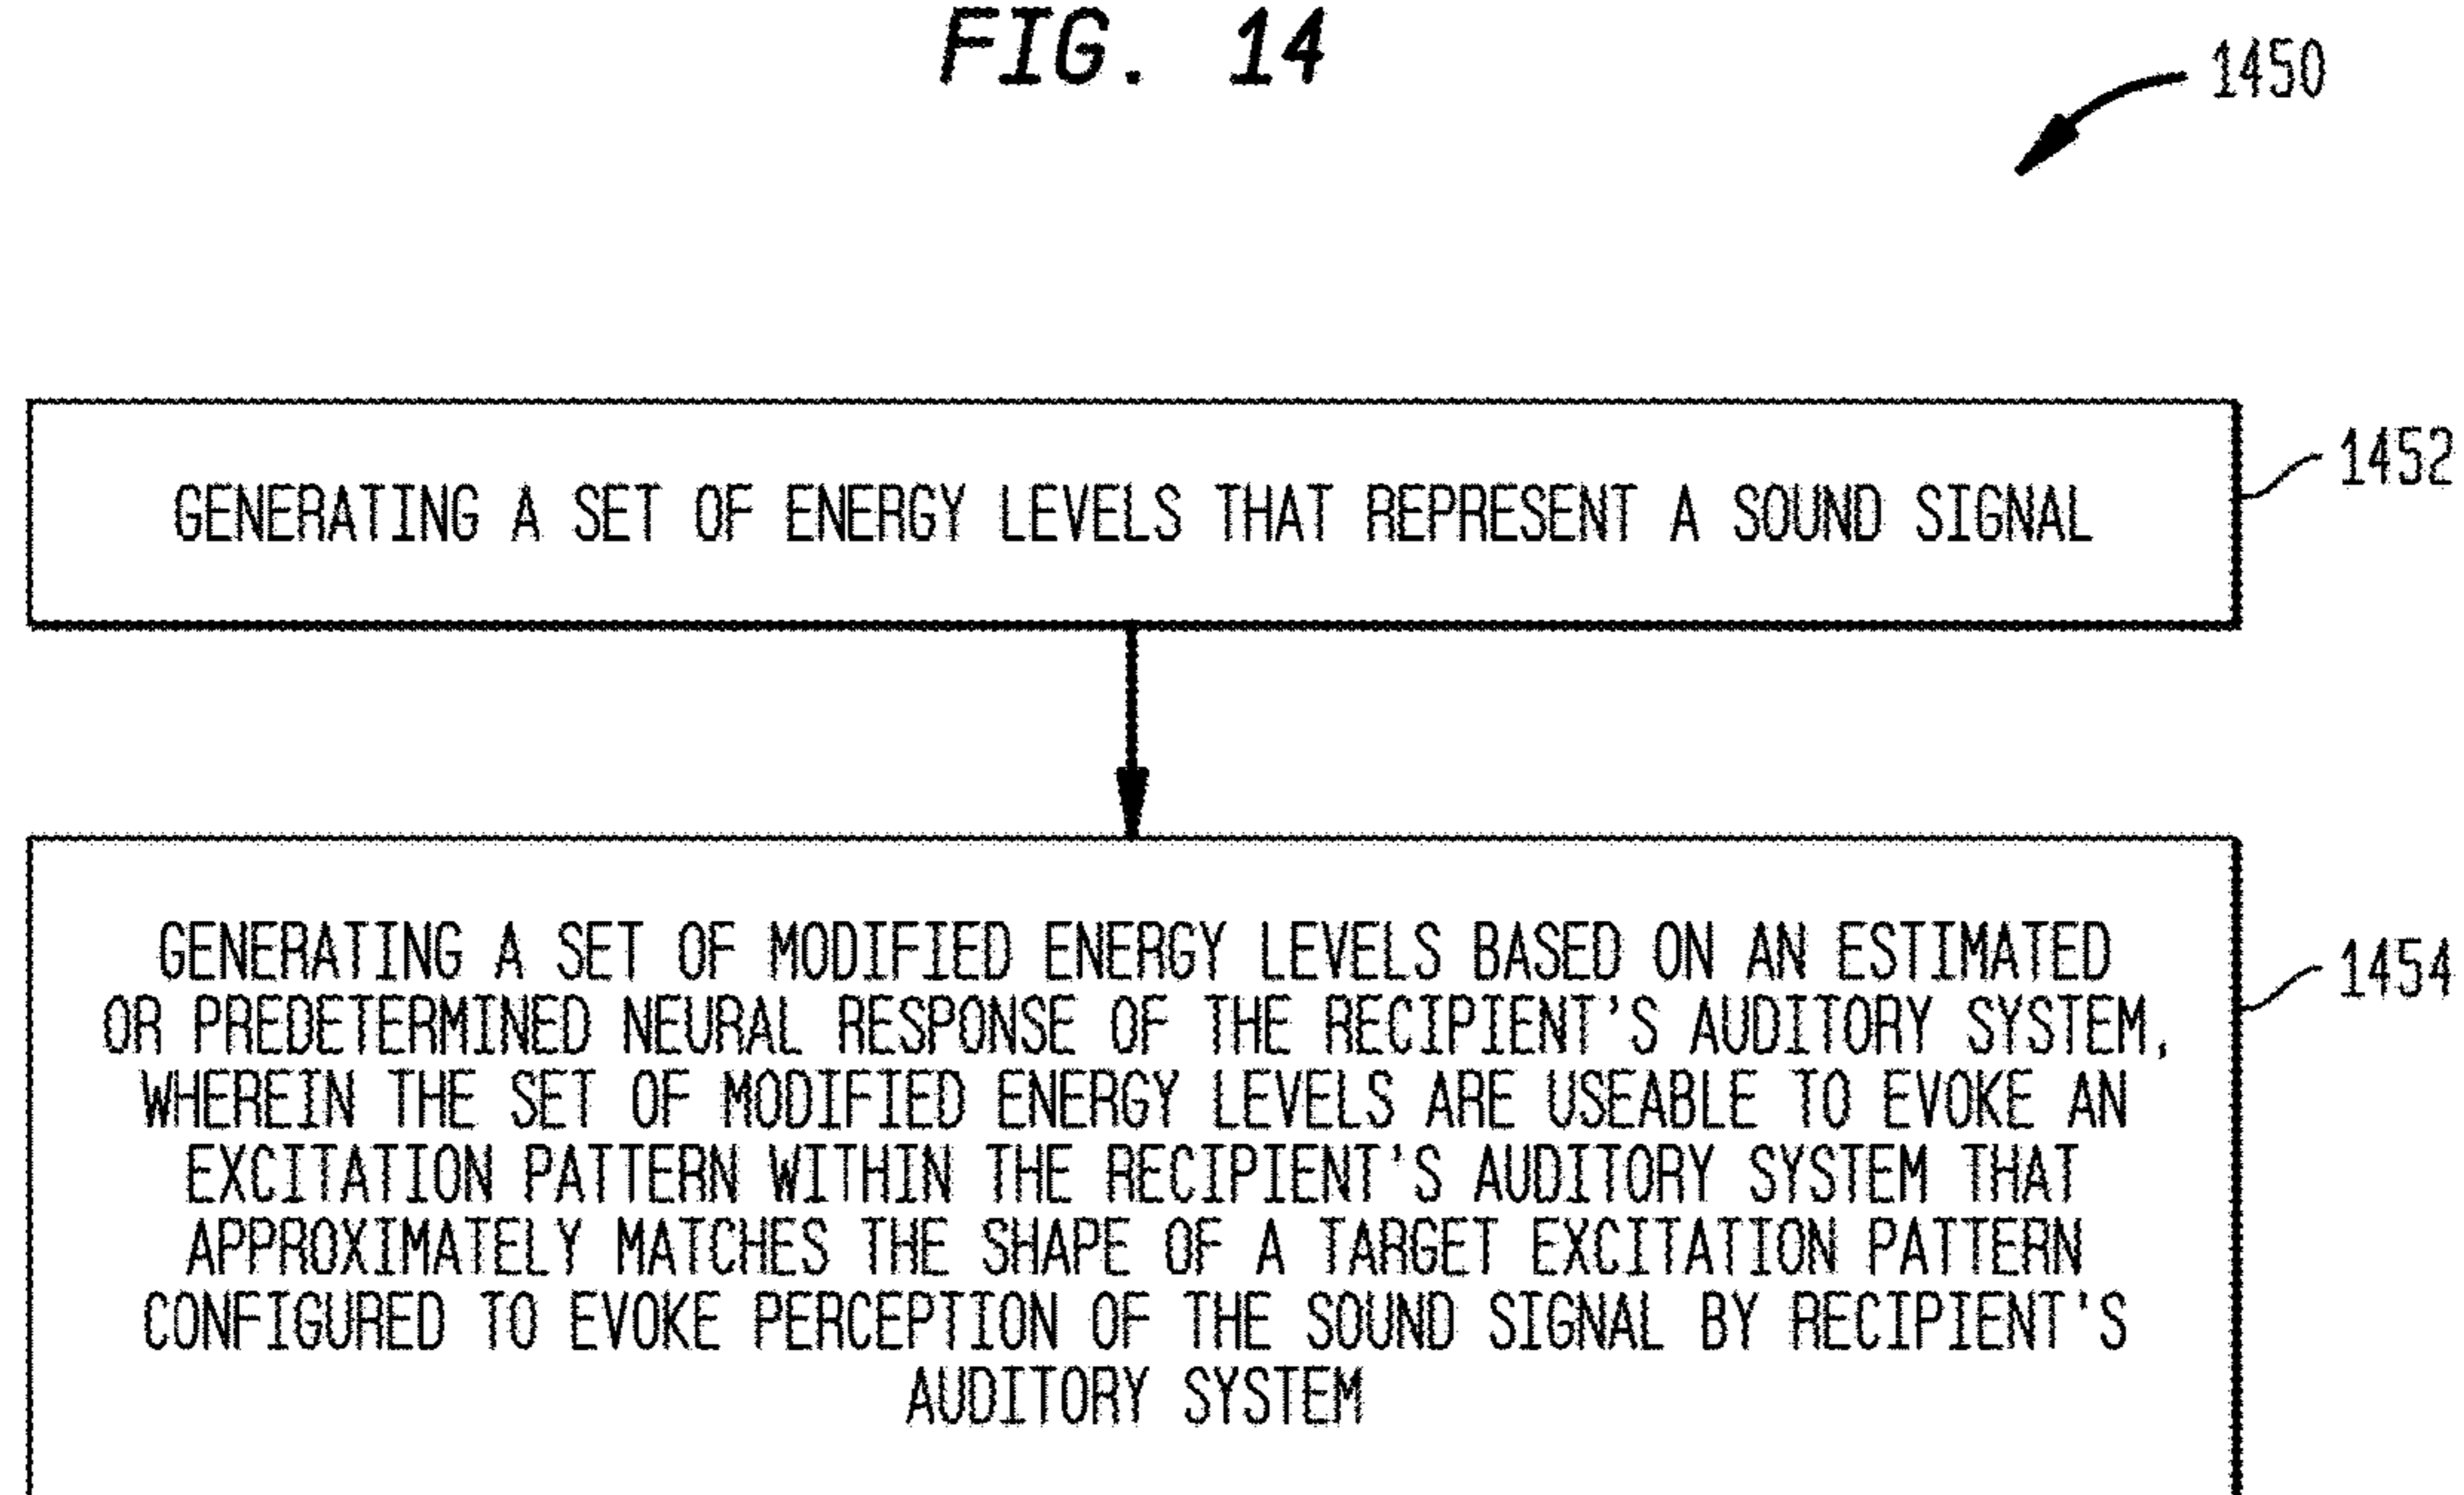 FIG. 14
1450
GENERATING A SET OF ENERGY LEVELS THAT REPRESENT A SOUND SIGNAL
1452
GENERATING A SET OF MODIFIED ENERGY LEVELS BASED ON AN ESTIMATED
OR PREDETERMINED NEURAL RESPONSE OF THE RECIPIENT'S AUDITORY SYSTEM,
WHEREIN THE SET OF MODIFIED ENERGY LEVELS ARE USEABLE TO EVOKE AN
EXCITATION PATTERN WITHIN THE RECIPIENT'S AUDITORY SYSTEM THAT
APPROXIMATELY MATCHES THE SHAPE OF A TARGET EXCITATION PATTERN
CONFIGURED TO EVOKE PERCEPTION OF THE SOUND SIGNAL BY RECIPIENT'S
AUDITORY SYSTEM
1454